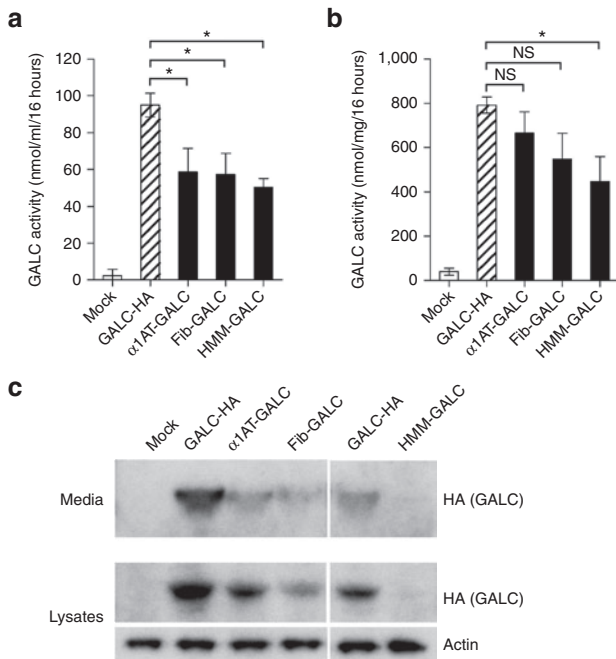 a
GALC activity (nmol/ml/16 hours)
120
100
80
60
40
20
0
*
*
*
Mock
GALC-HA
α1AT-GALC
Fib-GALC
HMM-GALC
b
GALC activity (nmol/mg/16 hours)
1,000
800
600
400
200
0
*
NS
NS
Mock
GALC-HA
α1AT-GALC
Fib-GALC
HMM-GALC
c
Mock
GALC-HA
α1AT-GALC
Fib-GALC
GALC-HA
HMM-GALC
Media
HA (GALC)
HA (GALC)
Lysates
Actin